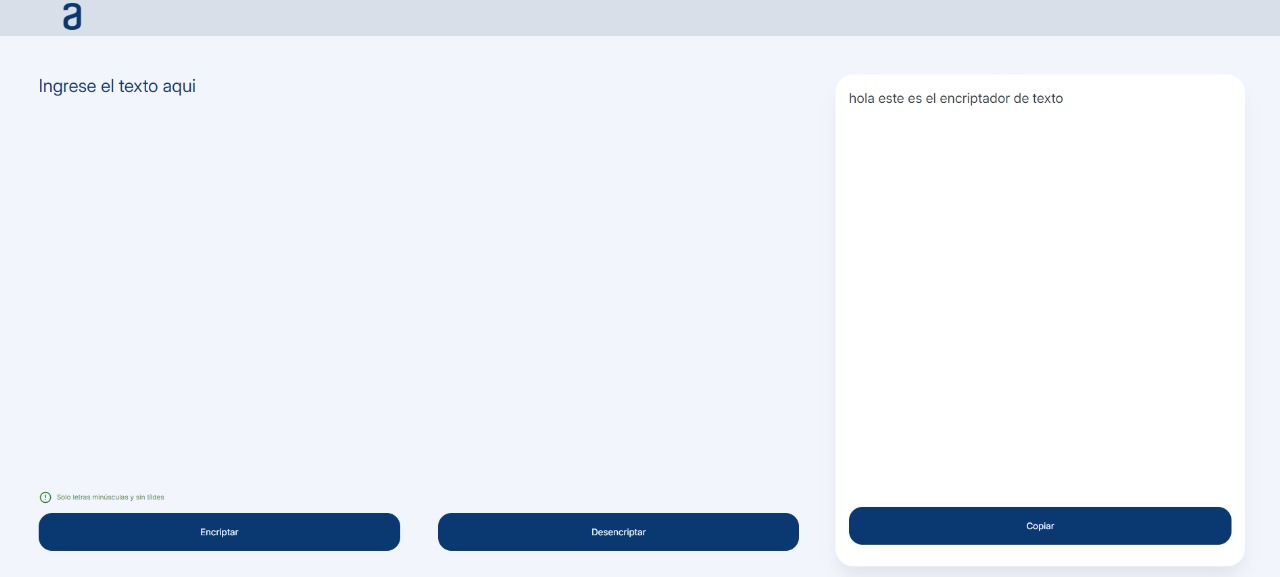 a
Ingrese el texto aqui
hola este es el encriptador de texto
Solo letras minúsculas y sin tildes
Encriptar
Desencriptar
Copiar